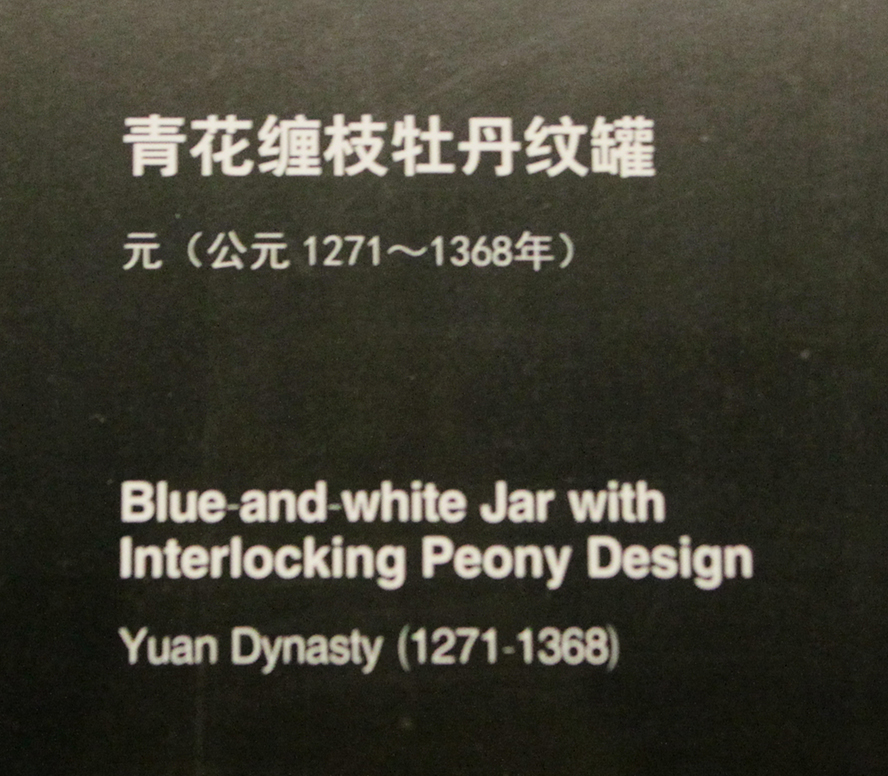 青花缠枝牡丹纹罐
元（公元 1271～1368年）
Blue-and-white Jar with
Interlocking Peony Design
Yuan Dynasty (1271-1368)